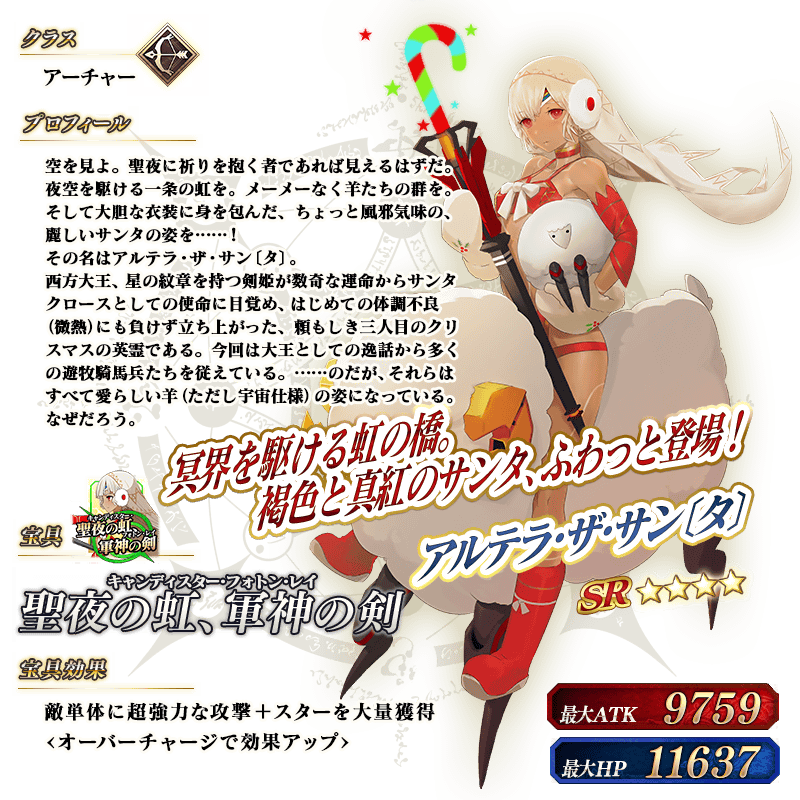 クラス
アーチャー
プロフィール
空を見よ。聖夜に祈りを抱く者であれば見えるはずだ。
夜空を駆ける一条の虹を。メーメーなく羊たちの群を。
そして大胆な衣装に身を包んだ、ちょっと風邪気味の、
麗しいサンタの姿を……！
その名はアルテラ・ザ・サン〔タ〕。
西方大王、星の紋章を持つ剣姫が数奇な運命からサンタ
クロースとしての使命に目覚め、はじめての体調不良
（微熱）にも負けず立ち上がった、頼もしき三人目のクリ
スマスの英霊である。今回は大王としての逸話から多く
の遊牧騎馬兵たちを従えている。……のだが、それらは
すべて愛らしい羊（ただし宇宙仕様）の姿になっている。
なぜだろう。
冥界を駆ける虹の橋。
褐色と真紅のサンタ、ふわっと登場！
アルテラ・ザ・サン〔タ〕
SR ★★★★
宝具
キャンディスター・フォトン・レイ
聖夜の虹、軍神の剣
キャンディスター・フォトン・レイ
聖夜の虹、軍神の剣
宝具効果
敵単体に超強力な攻撃＋スターを大量獲得
<オーバーチャージで効果アップ>
最大ATK 9759
最大HP 11637